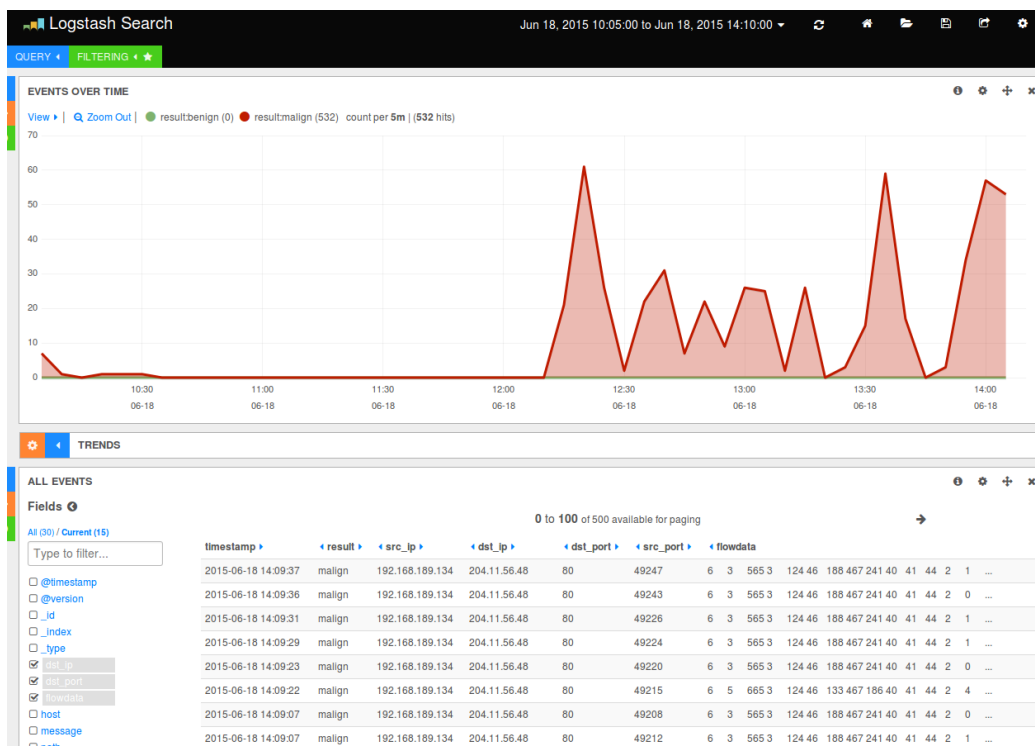 Logstash Search
Jun 18, 2015 10:05:00 to Jun 18, 2015 14:10:00
QUERY FILTERING
EVENTS OVER TIME
View | Zoom Out | result:benign (0) result:malign (532) count per 5m | (532 hits)
70
60
50
40
30
20
10
0
10:30 11:00 11:30 12:00 12:30 13:00 13:30 14:00
06-18 06-18 06-18 06-18 06-18 06-18 06-18 06-18
TRENDS
ALL EVENTS
Fields
0 to 100 of 500 available for paging
All (30) / Current (15)
Type to filter...
@timestamp
@version
_id
_index
_type
dst_ip
dst_port
flowdata
host
message
timestamp result src_ip dst_ip dst_port src_port flowdata
2015-06-18 14:09:37 malign 192.168.189.134 204.11.56.48 80 49247 6 3 565 3 124 46 188 467 241 40 41 44 2 1 ...
2015-06-18 14:09:36 malign 192.168.189.134 204.11.56.48 80 49243 6 3 565 3 124 46 188 467 241 40 41 44 2 0 ...
2015-06-18 14:09:31 malign 192.168.189.134 204.11.56.48 80 49226 6 3 565 3 124 46 188 467 241 40 41 44 2 1 ...
2015-06-18 14:09:29 malign 192.168.189.134 204.11.56.48 80 49224 6 3 565 3 124 46 188 467 241 40 41 44 2 1 ...
2015-06-18 14:09:23 malign 192.168.189.134 204.11.56.48 80 49220 6 3 565 3 124 46 188 467 241 40 41 44 2 0 ...
2015-06-18 14:09:22 malign 192.168.189.134 204.11.56.48 80 49215 6 5 665 3 124 46 133 467 186 40 41 44 2 4 ...
2015-06-18 14:09:07 malign 192.168.189.134 204.11.56.48 80 49208 6 3 565 3 124 46 188 467 241 40 41 44 2 0 ...
2015-06-18 14:09:07 malign 192.168.189.134 204.11.56.48 80 49212 6 3 565 3 124 46 188 467 241 40 41 44 2 1 ...